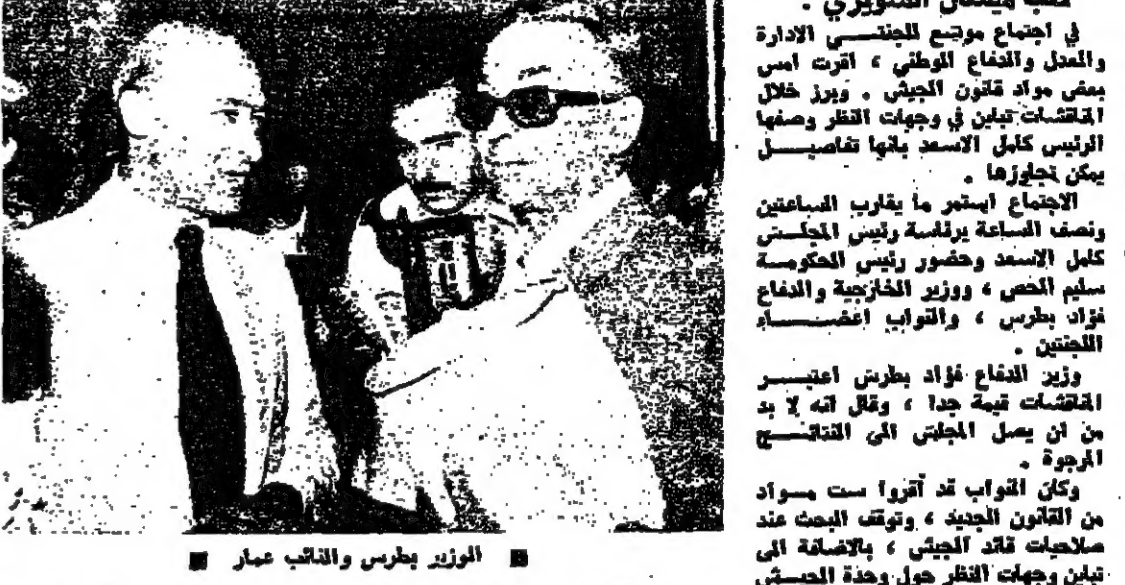 كتب ميشال النويري .
في اجتماع موسع للجنتي الادارة
والعدل والدفاع الوطني ، اقرت امس
بعض مواد قانون الجيش . وبرز خلال
المناقشات تباين في وجهات النظر وصفها
الرئيس كامل الاسعد بانها تفاصيل
يمكن تجاوزها .
الاجتماع استمر ما يقارب الساعتين
ونصف الساعة برئاسة رئيس المجلس
كامل الاسعد وحضور رئيس الحكومة
سليم الحص ، ووزير الخارجية والدفاع
فؤاد بطرس ، والنواب اعضاء
اللجنتين .
وزير الدفاع فؤاد بطرس اعتبر
المناقشات قيمة جدا ، وقال انه لا بد
من ان يصل المجلس الى النتائج
المرجوة .
وكان النواب قد أقروا ست مواد
من القانون الجديد ، وتوقف البحث عند
صلاحيات قائد الجيش ، بالاضافة الى
تباين وجهات النظر حول وحدة الجيش
■ الوزير بطرس والنائب عمار ■